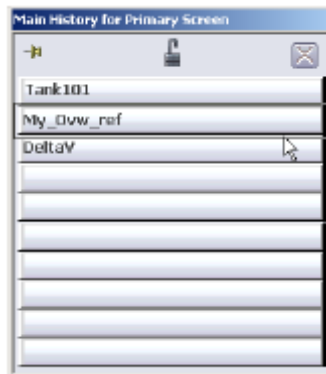 Main History for Primary Screen
Tank101
My_Ovw_ref
DeltaV